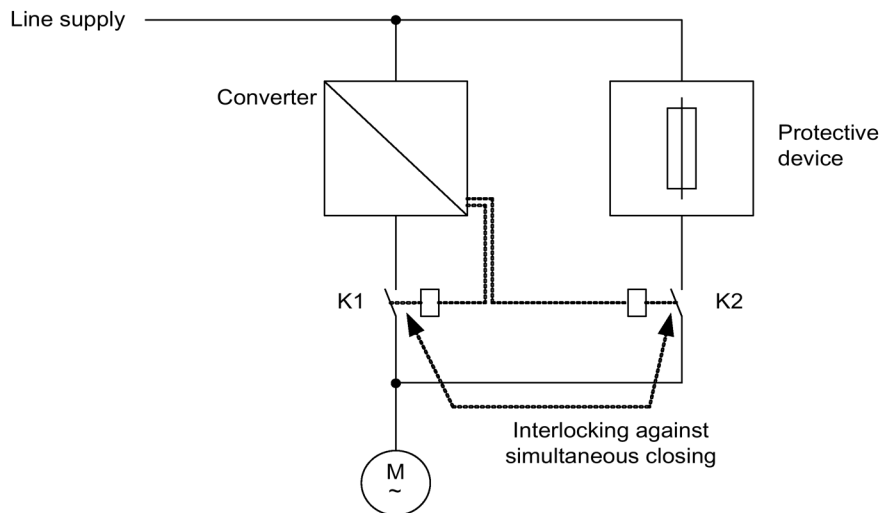 Line supply
Converter
Protective
device
K1
K2
Interlocking against
simultaneous closing
M
~